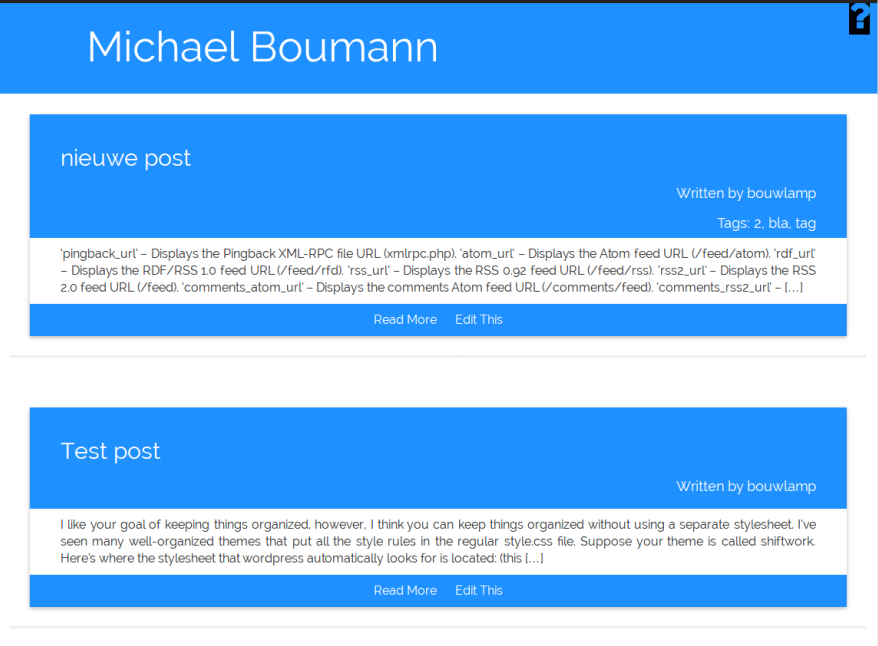 ?
Michael Boumann
nieuwe post
Written by bouwlamp
Tags: 2, bla, tag
'pingback_url' – Displays the Pingback XML-RPC file URL (xmlrpc.php). 'atom_url' – Displays the Atom feed URL (/feed/atom). 'rdf_url'
– Displays the RDF/RSS 1.0 feed URL (/feed/rfd). 'rss_url' – Displays the RSS 0.92 feed URL (/feed/rss). 'rss2_url' – Displays the RSS
2.0 feed URL (/feed). 'comments_atom_url' – Displays the comments Atom feed URL (/comments/feed). 'comments_rss2_url' – […]
Read More Edit This
Test post
Written by bouwlamp
I like your goal of keeping things organized, however, I think you can keep things organized without using a separate stylesheet. I've
seen many well-organized themes that put all the style rules in the regular style.css file. Suppose your theme is called shiftwork.
Here's where the stylesheet that wordpress automatically looks for is located: (this […]
Read More Edit This